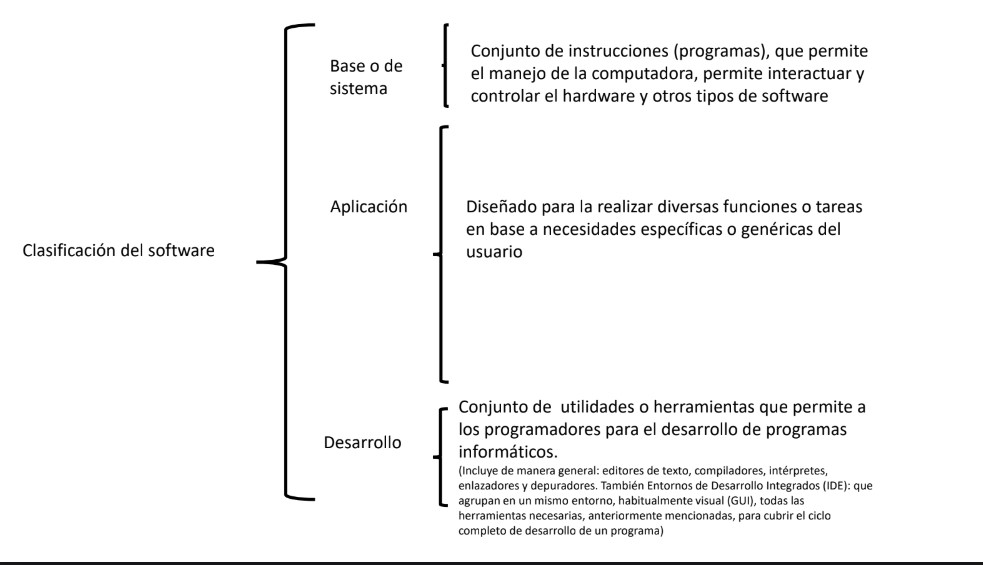 Clasificación del software
Base o de
sistema
Conjunto de instrucciones (programas), que permite
el manejo de la computadora, permite interactuar y
controlar el hardware y otros tipos de software
Aplicación
Diseñado para la realizar diversas funciones o tareas
en base a necesidades específicas o genéricas del
usuario
Desarrollo
Conjunto de  utilidades o herramientas que permite a
los programadores para el desarrollo de programas
informáticos.
(Incluye de manera general: editores de texto, compiladores, intérpretes,
enlazadores y depuradores. También Entornos de Desarrollo Integrados (IDE): que
agrupan en un mismo entorno, habitualmente visual (GUI), todas las
herramientas necesarias, anteriormente mencionadas, para cubrir el ciclo
completo de desarrollo de un programa)